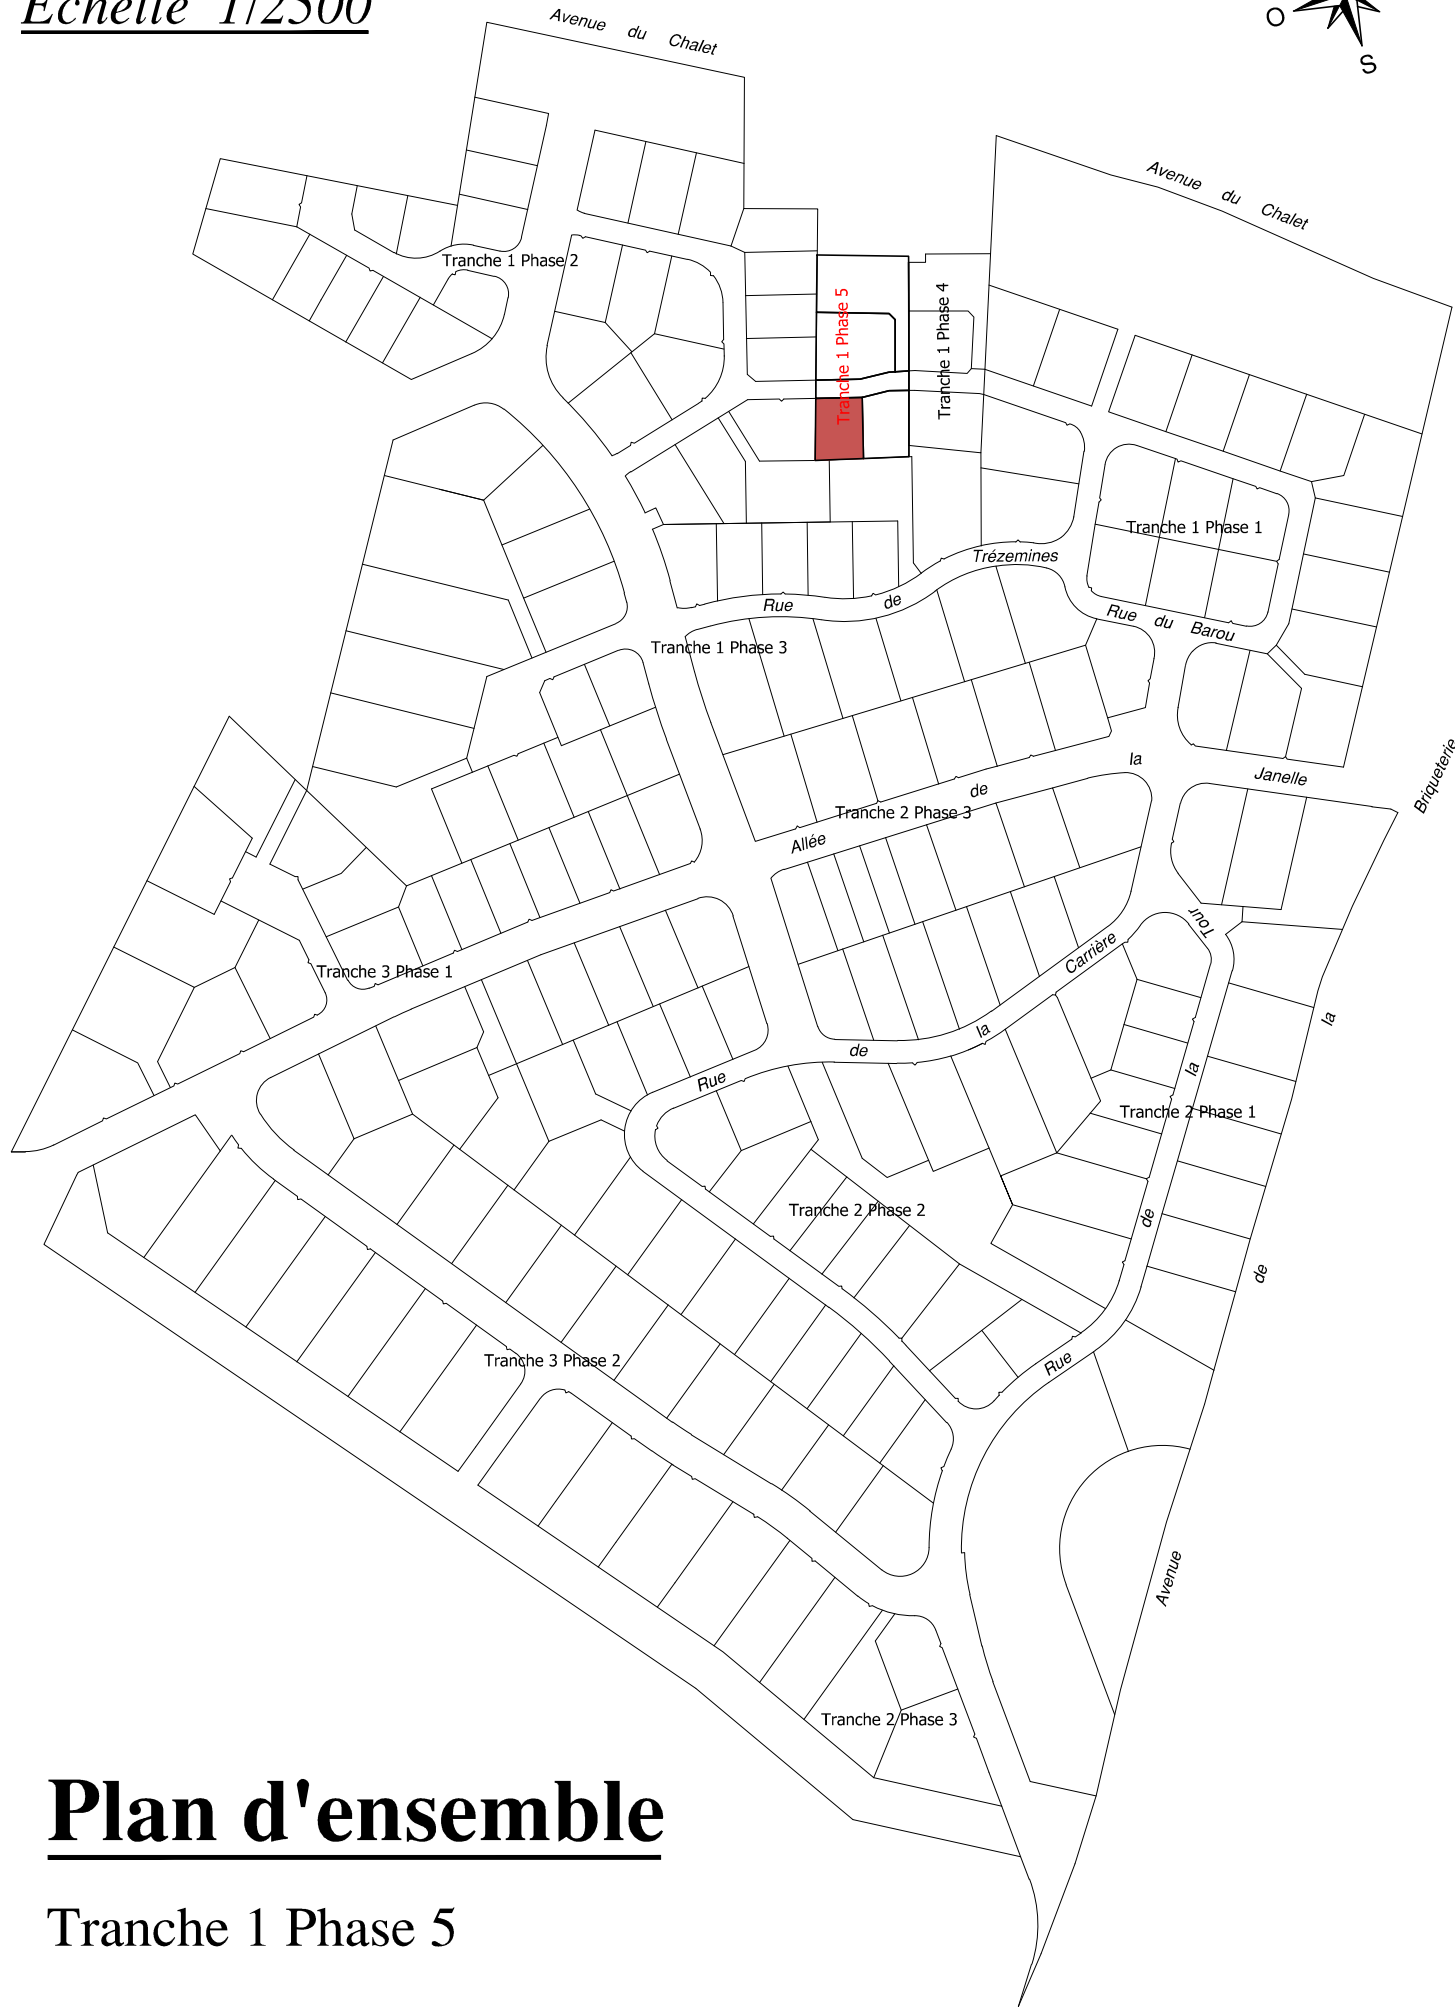 Echelle 1/2500
O
S
Avenue du Chalet
Avenue du Chalet
Tranche 1 Phase 2
Tranche 1 Phase 5
Tranche 1 Phase 4
Tranche 1 Phase 1
Rue de Trézemines
Rue du Barou
Tranche 1 Phase 3
Allée de la Janelle
Tranche 2 Phase 3
Tranche 3 Phase 1
Rue de la Carrière
Rue de la Tour
Avenue de la Briqueterie
Tranche 2 Phase 1
Tranche 2 Phase 2
Tranche 3 Phase 2
Tranche 2 Phase 3
Plan d'ensemble
Tranche 1 Phase 5